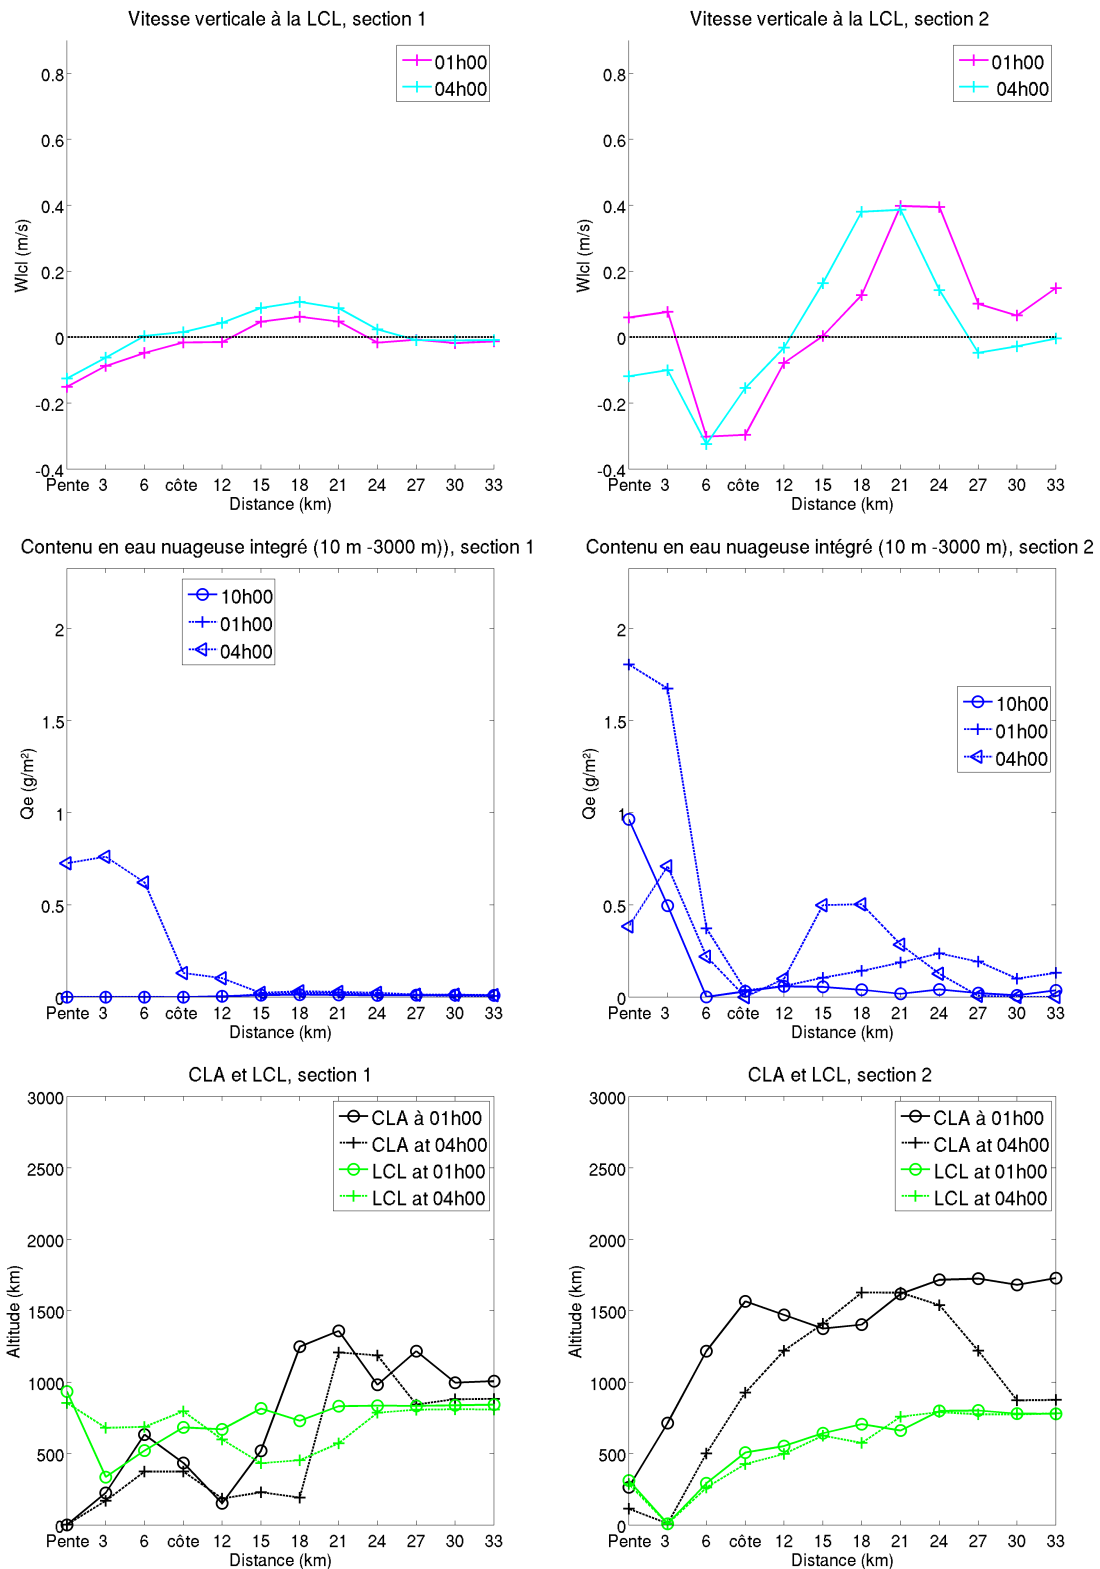 Vitesse verticale à la LCL, section 1
01h00
04h00
0.8
0.6
0.4
0.2
0
-0.2
-0.4
Wlcl (m/s)
Pente 3 6 côte 12 15 18 21 24 27 30 33
Distance (km)
Vitesse verticale à la LCL, section 2
01h00
04h00
0.8
0.6
0.4
0.2
0
-0.2
-0.4
Wlcl (m/s)
Pente 3 6 côte 12 15 18 21 24 27 30 33
Distance (km)
Contenu en eau nuageuse integré (10 m -3000 m)), section 1
10h00
01h00
04h00
2
1.5
1
0.5
0
Qe (g/m²)
Pente 3 6 côte 12 15 18 21 24 27 30 33
Distance (km)
Contenu en eau nuageuse intégré (10 m -3000 m), section 2
10h00
01h00
04h00
2
1.5
1
0.5
0
Qe (g/m²)
Pente 3 6 côte 12 15 18 21 24 27 30 33
Distance (km)
CLA et LCL, section 1
CLA à 01h00
CLA at 04h00
LCL at 01h00
LCL at 04h00
3000
2500
2000
1500
1000
500
0
Altitude (km)
Pente 3 6 côte 12 15 18 21 24 27 30 33
Distance (km)
CLA et LCL, section 2
CLA à 01h00
CLA at 04h00
LCL at 01h00
LCL at 04h00
3000
2500
2000
1500
1000
500
0
Altitude (km)
Pente 3 6 côte 12 15 18 21 24 27 30 33
Distance (km)